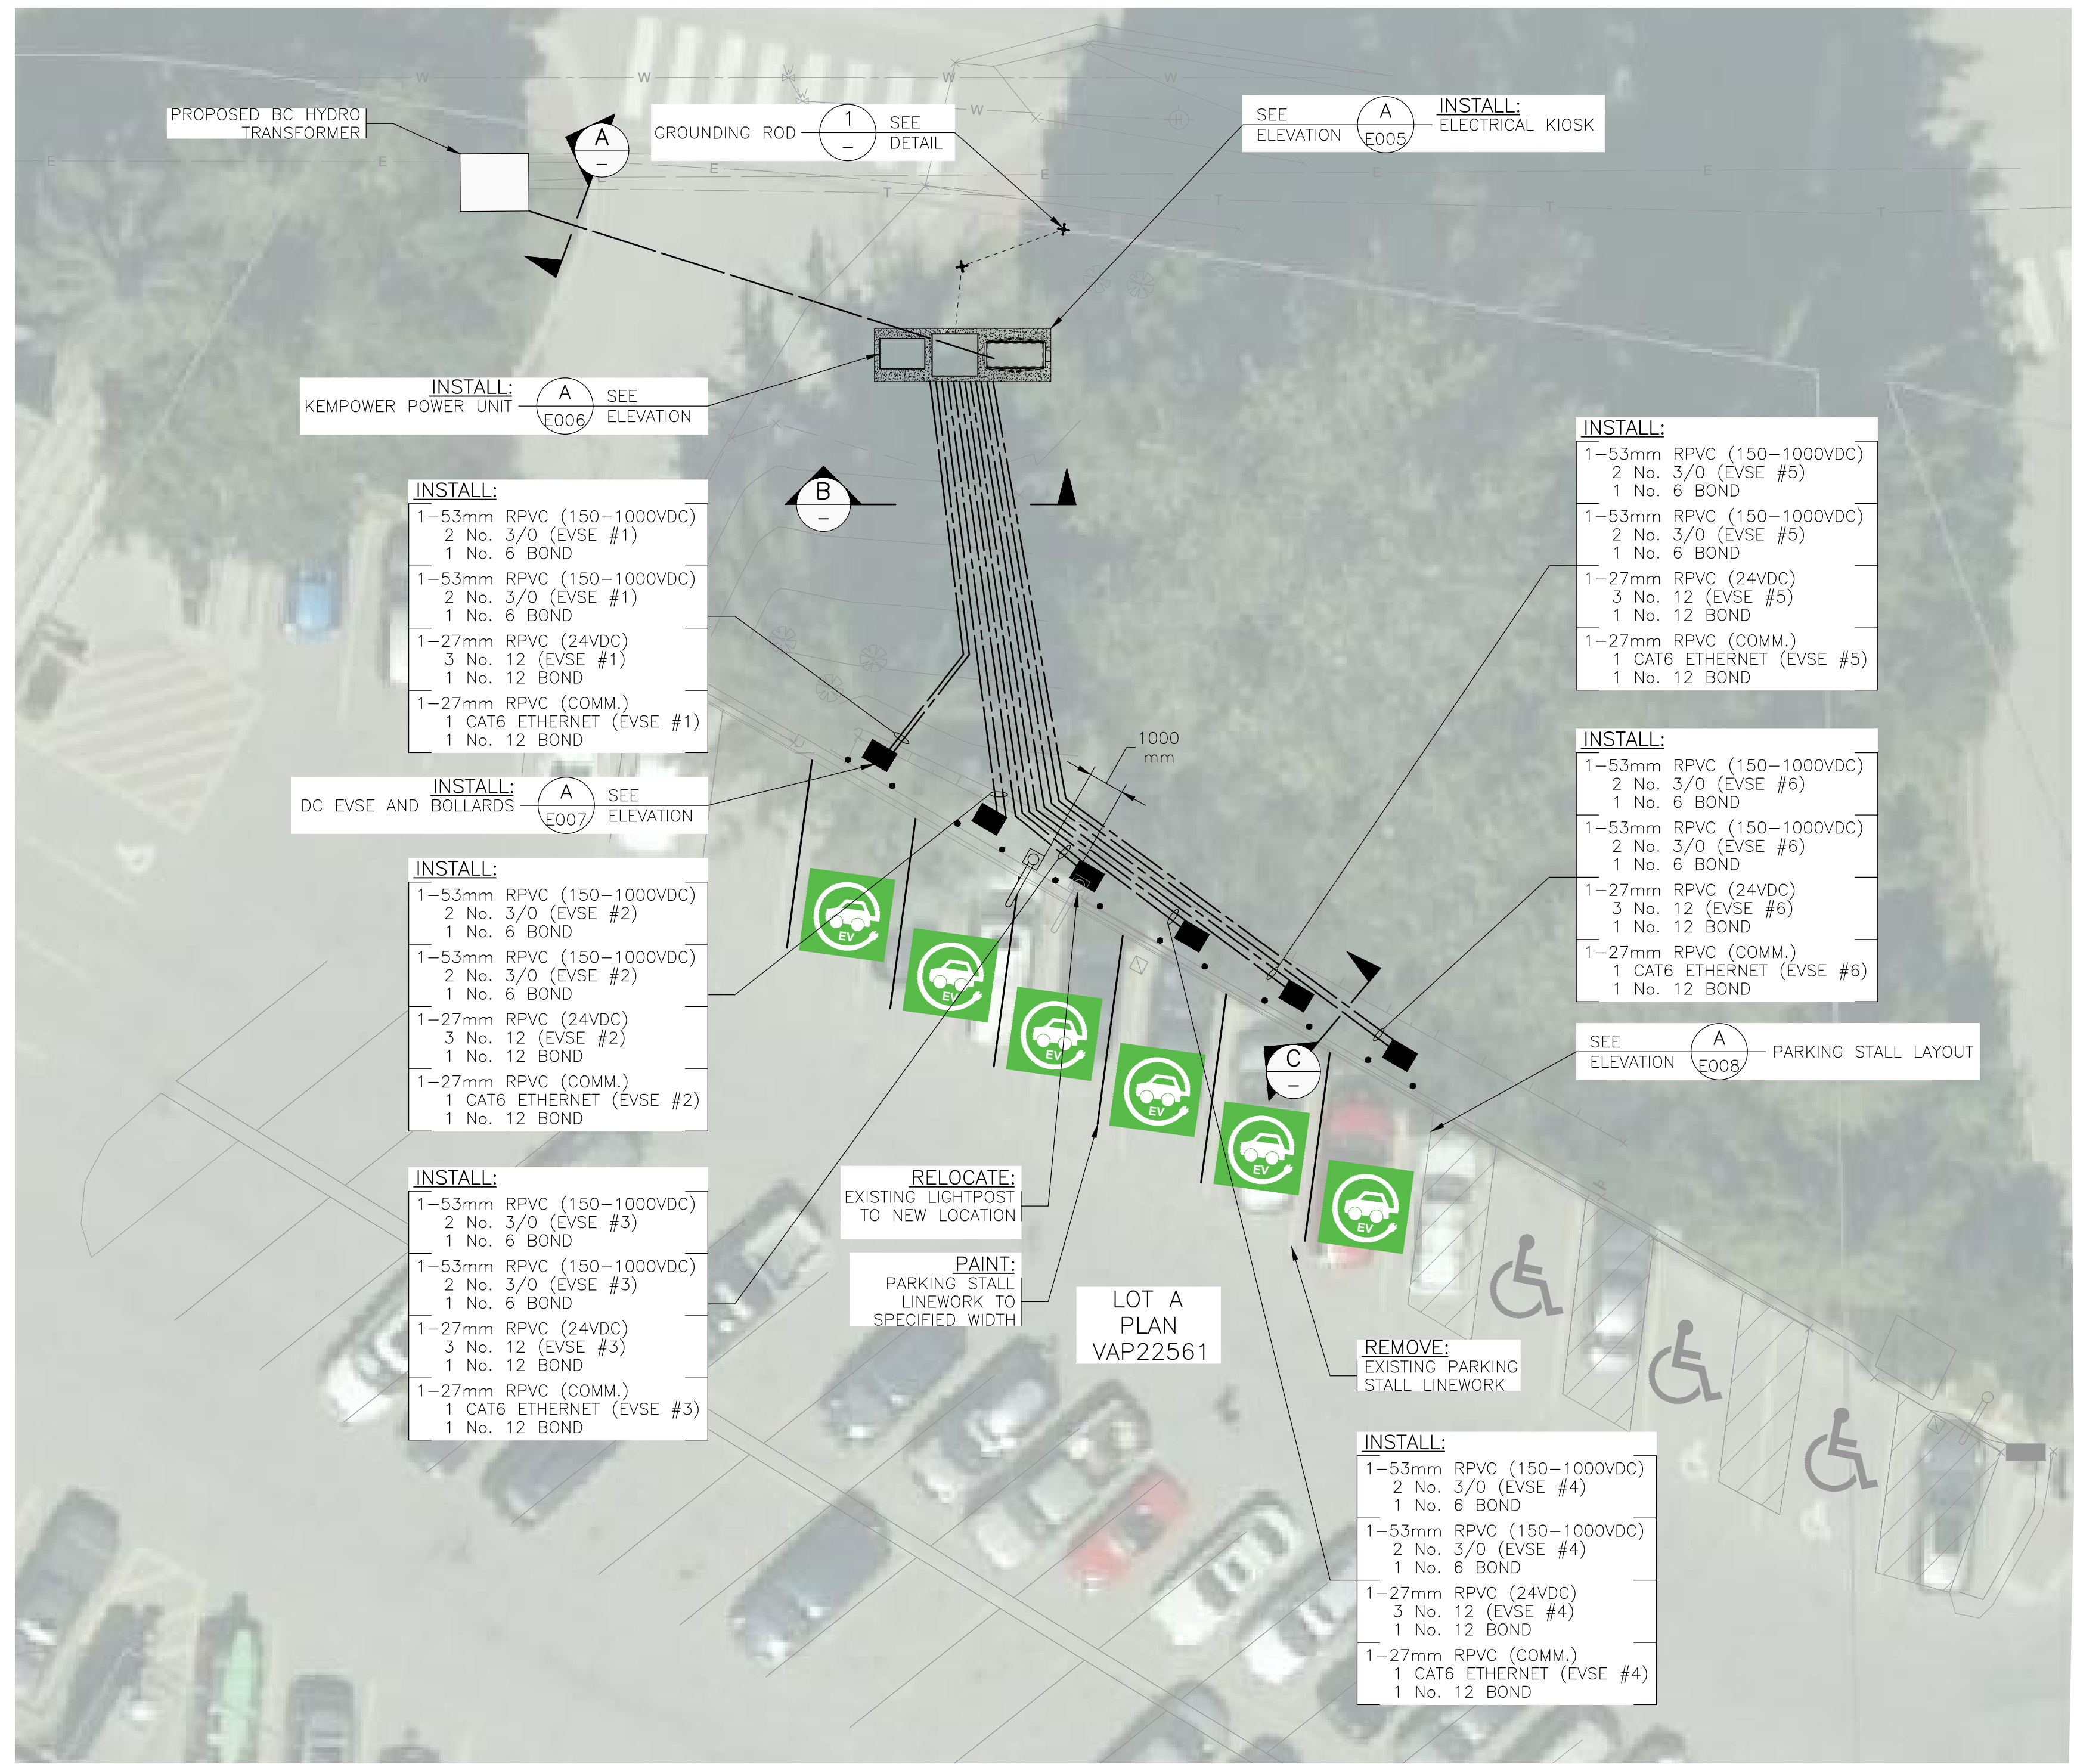 W
W
W
W
W
PROPOSED BC HYDRO
TRANSFORMER
A
–
GROUNDING ROD
1
–
SEE
DETAIL
SEE
ELEVATION
A
E005
INSTALL:
ELECTRICAL KIOSK
E
E
E
E
E
E
E
T
T
T
T
H
INSTALL:
KEMPOWER POWER UNIT
A
E006
SEE
ELEVATION
B
–
INSTALL:
1-53mm RPVC (150-1000VDC)
2 No. 3/0 (EVSE #1)
1 No. 6 BOND
1-53mm RPVC (150-1000VDC)
2 No. 3/0 (EVSE #1)
1 No. 6 BOND
1-27mm RPVC (24VDC)
3 No. 12 (EVSE #1)
1 No. 12 BOND
1-27mm RPVC (COMM.)
1 CAT6 ETHERNET (EVSE #1)
1 No. 12 BOND
INSTALL:
1-53mm RPVC (150-1000VDC)
2 No. 3/0 (EVSE #5)
1 No. 6 BOND
1-53mm RPVC (150-1000VDC)
2 No. 3/0 (EVSE #5)
1 No. 6 BOND
1-27mm RPVC (24VDC)
3 No. 12 (EVSE #5)
1 No. 12 BOND
1-27mm RPVC (COMM.)
1 CAT6 ETHERNET (EVSE #5)
1 No. 12 BOND
1000
mm
INSTALL:
DC EVSE AND BOLLARDS
A
E007
SEE
ELEVATION
INSTALL:
1-53mm RPVC (150-1000VDC)
2 No. 3/0 (EVSE #6)
1 No. 6 BOND
1-53mm RPVC (150-1000VDC)
2 No. 3/0 (EVSE #6)
1 No. 6 BOND
1-27mm RPVC (24VDC)
3 No. 12 (EVSE #6)
1 No. 12 BOND
1-27mm RPVC (COMM.)
1 CAT6 ETHERNET (EVSE #6)
1 No. 12 BOND
INSTALL:
1-53mm RPVC (150-1000VDC)
2 No. 3/0 (EVSE #2)
1 No. 6 BOND
1-53mm RPVC (150-1000VDC)
2 No. 3/0 (EVSE #2)
1 No. 6 BOND
1-27mm RPVC (24VDC)
3 No. 12 (EVSE #2)
1 No. 12 BOND
1-27mm RPVC (COMM.)
1 CAT6 ETHERNET (EVSE #2)
1 No. 12 BOND
EV
EV
EV
EV
EV
EV
C
–
SEE
ELEVATION
A
E008
PARKING STALL LAYOUT
INSTALL:
1-53mm RPVC (150-1000VDC)
2 No. 3/0 (EVSE #3)
1 No. 6 BOND
1-53mm RPVC (150-1000VDC)
2 No. 3/0 (EVSE #3)
1 No. 6 BOND
1-27mm RPVC (24VDC)
3 No. 12 (EVSE #3)
1 No. 12 BOND
1-27mm RPVC (COMM.)
1 CAT6 ETHERNET (EVSE #3)
1 No. 12 BOND
RELOCATE:
EXISTING LIGHTPOST
TO NEW LOCATION
PAINT:
PARKING STALL
LINEWORK TO
SPECIFIED WIDTH
LOT A
PLAN
VAP22561
REMOVE:
EXISTING PARKING
STALL LINEWORK
INSTALL:
1-53mm RPVC (150-1000VDC)
2 No. 3/0 (EVSE #4)
1 No. 6 BOND
1-53mm RPVC (150-1000VDC)
2 No. 3/0 (EVSE #4)
1 No. 6 BOND
1-27mm RPVC (24VDC)
3 No. 12 (EVSE #4)
1 No. 12 BOND
1-27mm RPVC (COMM.)
1 CAT6 ETHERNET (EVSE #4)
1 No. 12 BOND